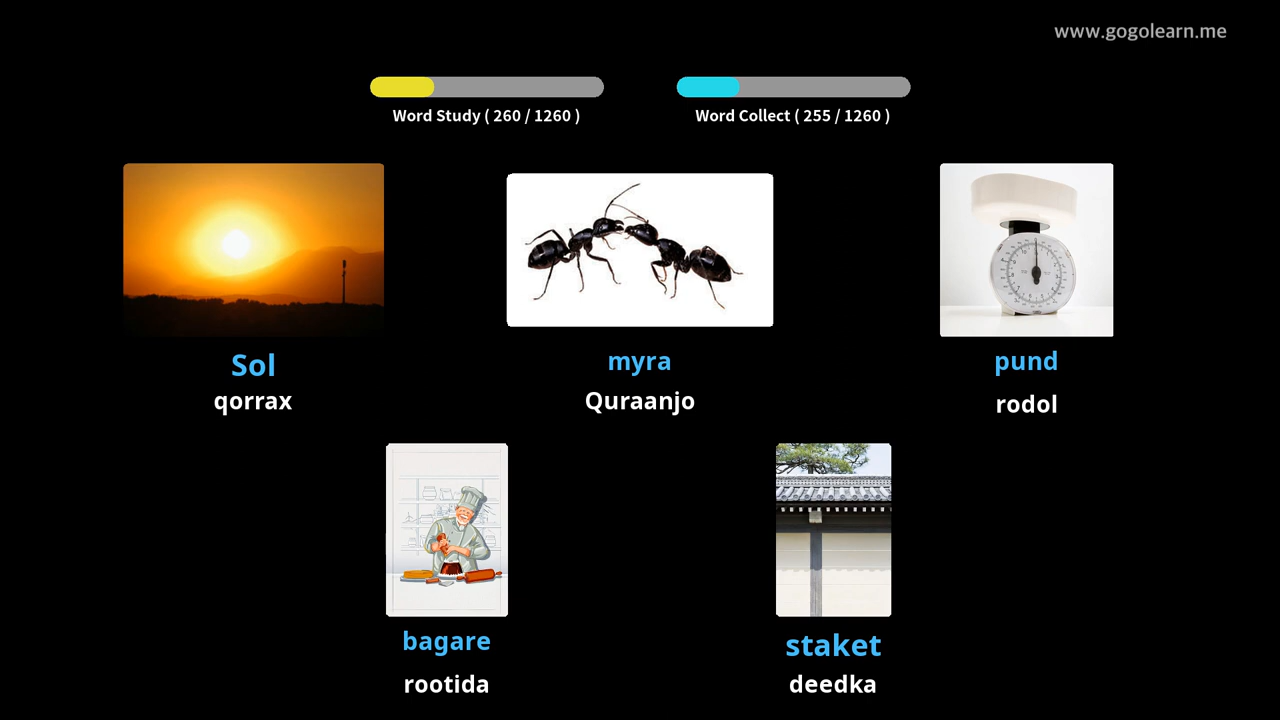 www.gogolearn.me
Word Study ( 260 / 1260 )
Word Collect ( 255 / 1260 )
Sol
qorrax
myra
Quraanjo
pund
rodol
bagare
rootida
staket
deedka